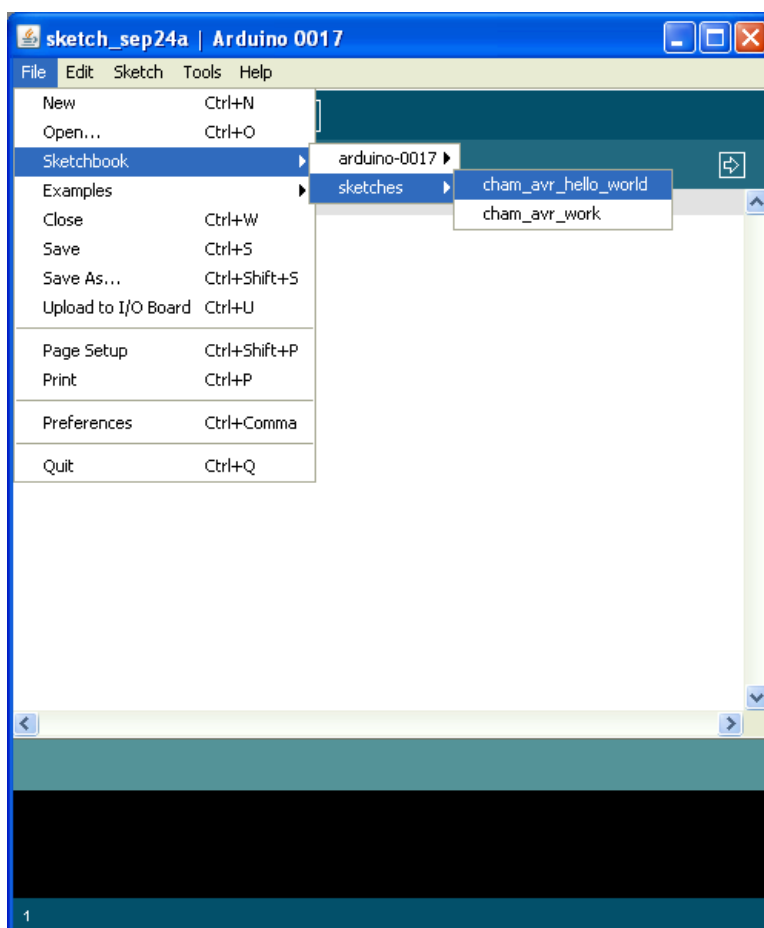 sketch_sep24a | Arduino 0017
File Edit Sketch Tools Help
New Ctrl+N
Open... Ctrl+O
Sketchbook arduino-0017
Examples sketches cham_avr_hello_world
Close Ctrl+W cham_avr_work
Save Ctrl+S
Save As... Ctrl+Shift+S
Upload to I/O Board Ctrl+U
Page Setup Ctrl+Shift+P
Print Ctrl+P
Preferences Ctrl+Comma
Quit Ctrl+Q
1